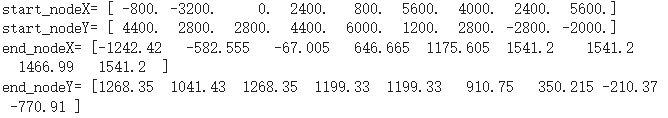 start_nodeX= [ -800. -3200. 0. 2400. 800. 5600. 4000. 2400. 5600.]
start_nodeY= [ 4400. 2800. 2800. 4400. 6000. 1200. 2800. -2800. -2000.]
end_nodeX= [-1242.42 -582.555 -67.005 646.665 1175.605 1541.2 1541.2
1466.99 1541.2 ]
end_nodeY= [1268.35 1041.43 1268.35 1199.33 1199.33 910.75 350.215 -210.37
-770.91 ]